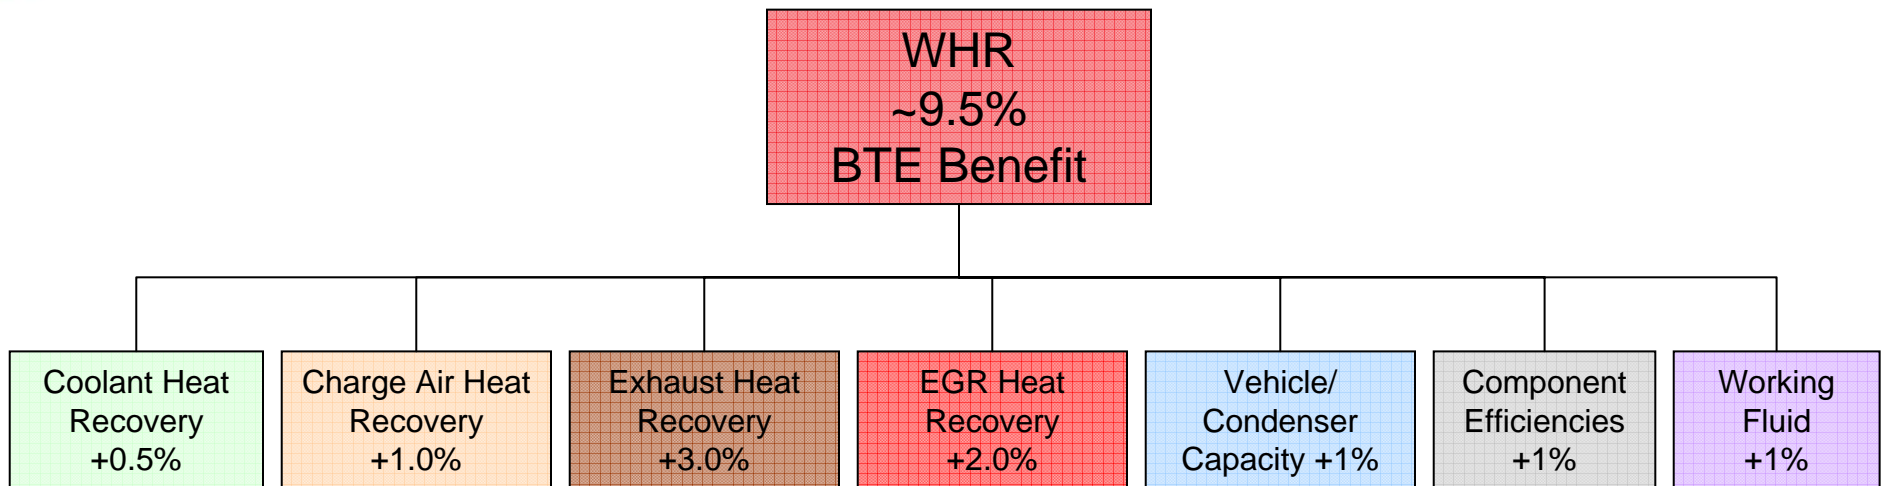 WHR
~9.5%
BTE Benefit
Coolant Heat
Recovery
+0.5%
Charge Air Heat
Recovery
+1.0%
Exhaust Heat
Recovery
+3.0%
EGR Heat
Recovery
+2.0%
Vehicle/
Condenser
Capacity +1%
Component
Efficiencies
+1%
Working
Fluid
+1%